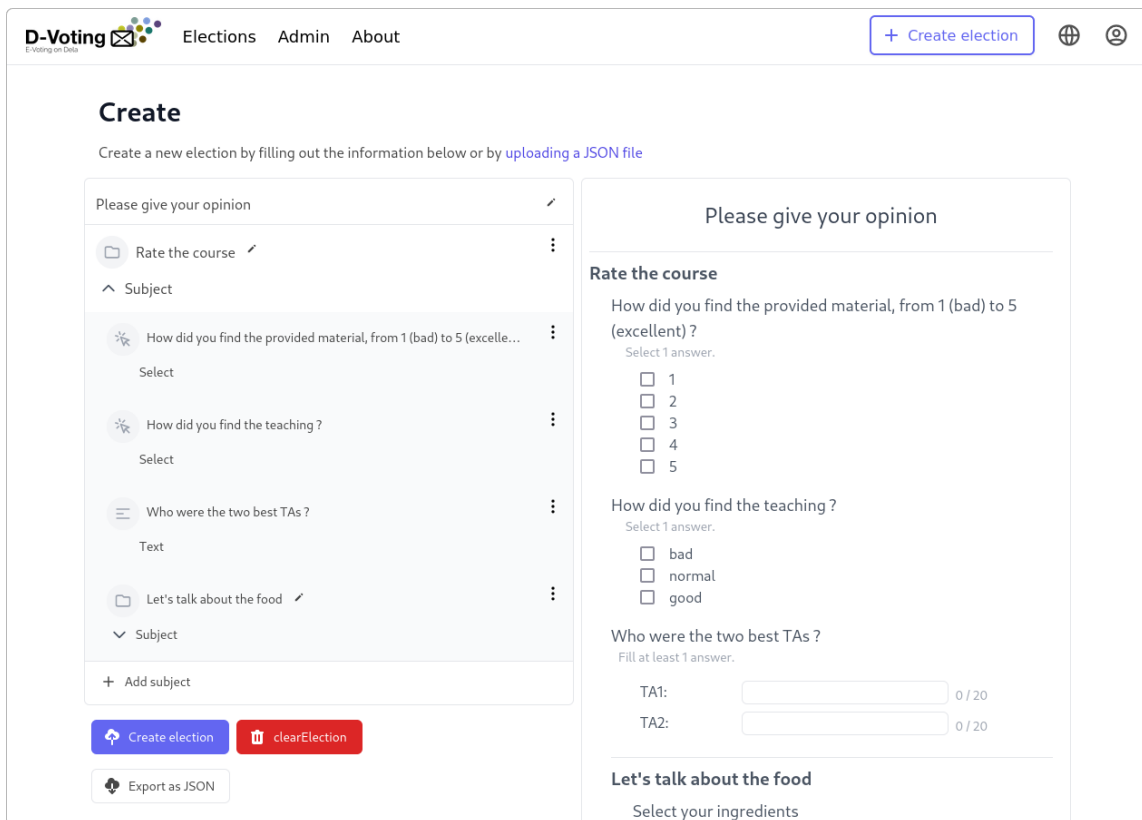 D-Voting
E-Voting on Dela
Elections
Admin
About
+ Create election
Create
Create a new election by filling out the information below or by uploading a JSON file
Please give your opinion
Rate the course
Subject
How did you find the provided material, from 1 (bad) to 5 (excelle...
Select
How did you find the teaching ?
Select
Who were the two best TAs ?
Text
Let's talk about the food
Subject
+ Add subject
Create election
clearElection
Export as JSON
Please give your opinion
Rate the course
How did you find the provided material, from 1 (bad) to 5
(excellent) ?
Select 1 answer.
1
2
3
4
5
How did you find the teaching ?
Select 1 answer.
bad
normal
good
Who were the two best TAs ?
Fill at least 1 answer.
TA1:
0 / 20
TA2:
0 / 20
Let's talk about the food
Select your ingredients